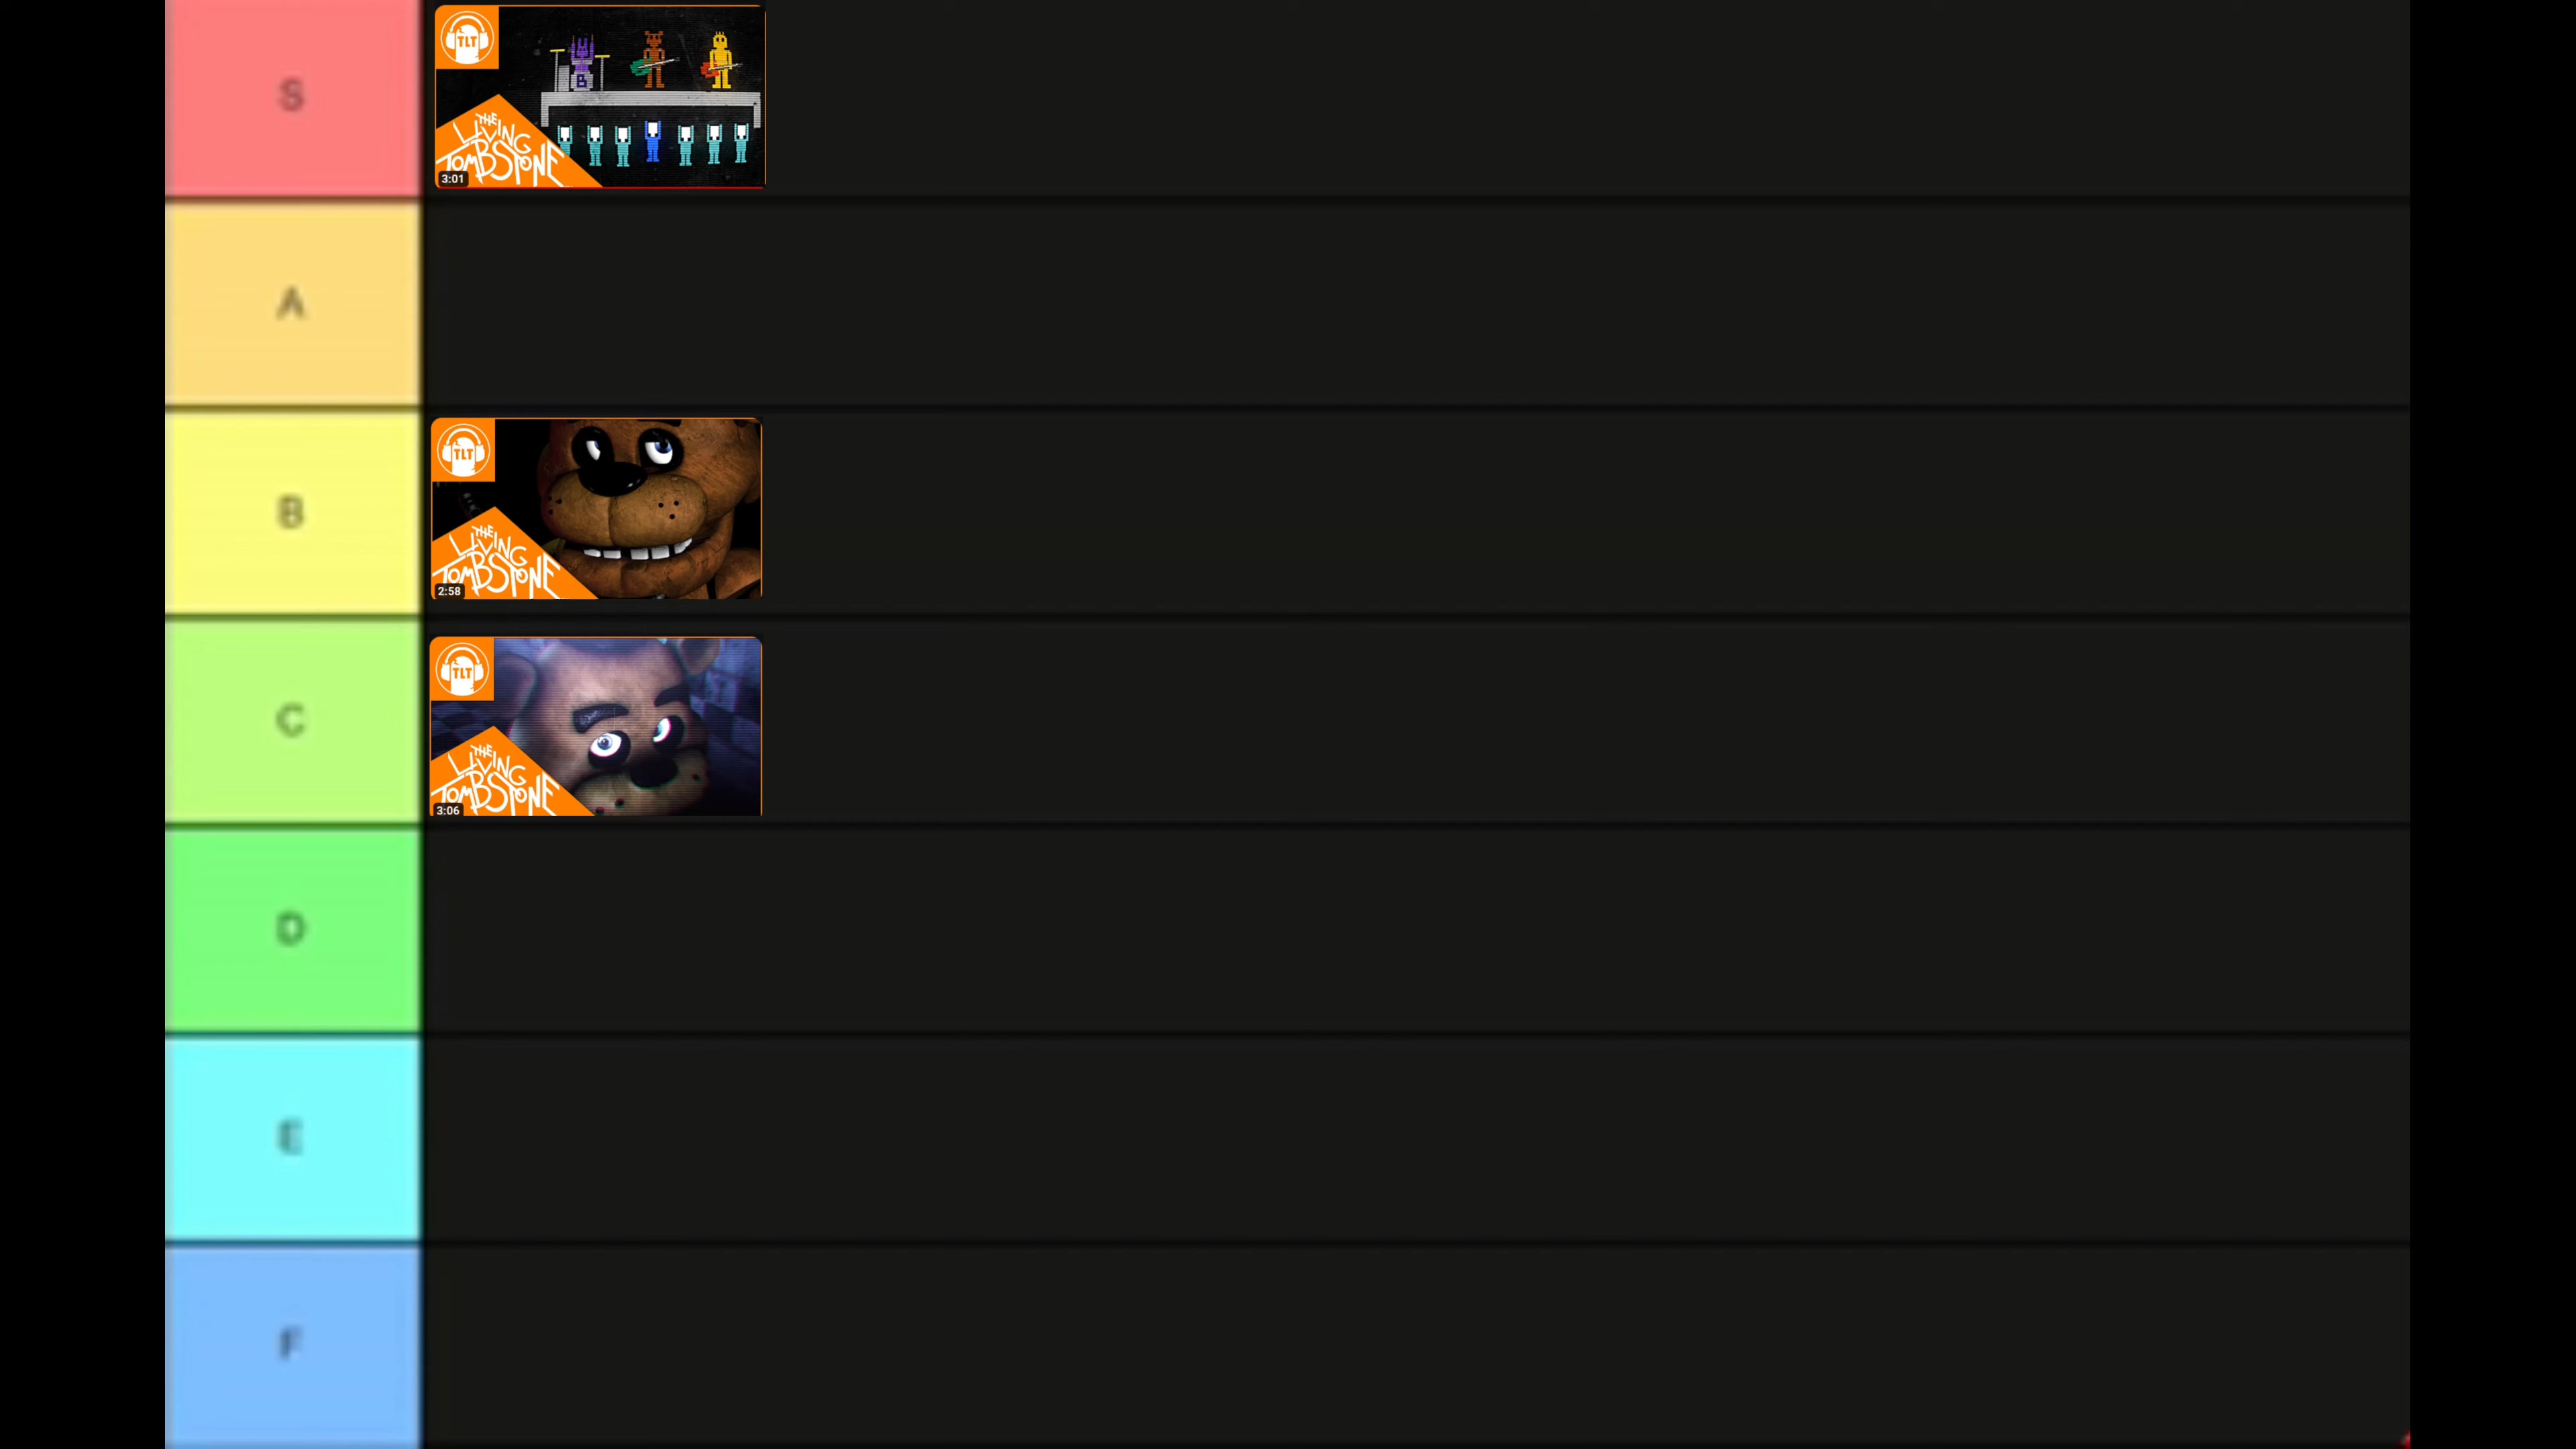 S
TLT
THE
LIVING
TOMBSTONE
3:01
A
B
TLT
THE
LIVING
TOMBSTONE
2:58
C
TLT
THE
LIVING
TOMBSTONE
3:06
D
E
F